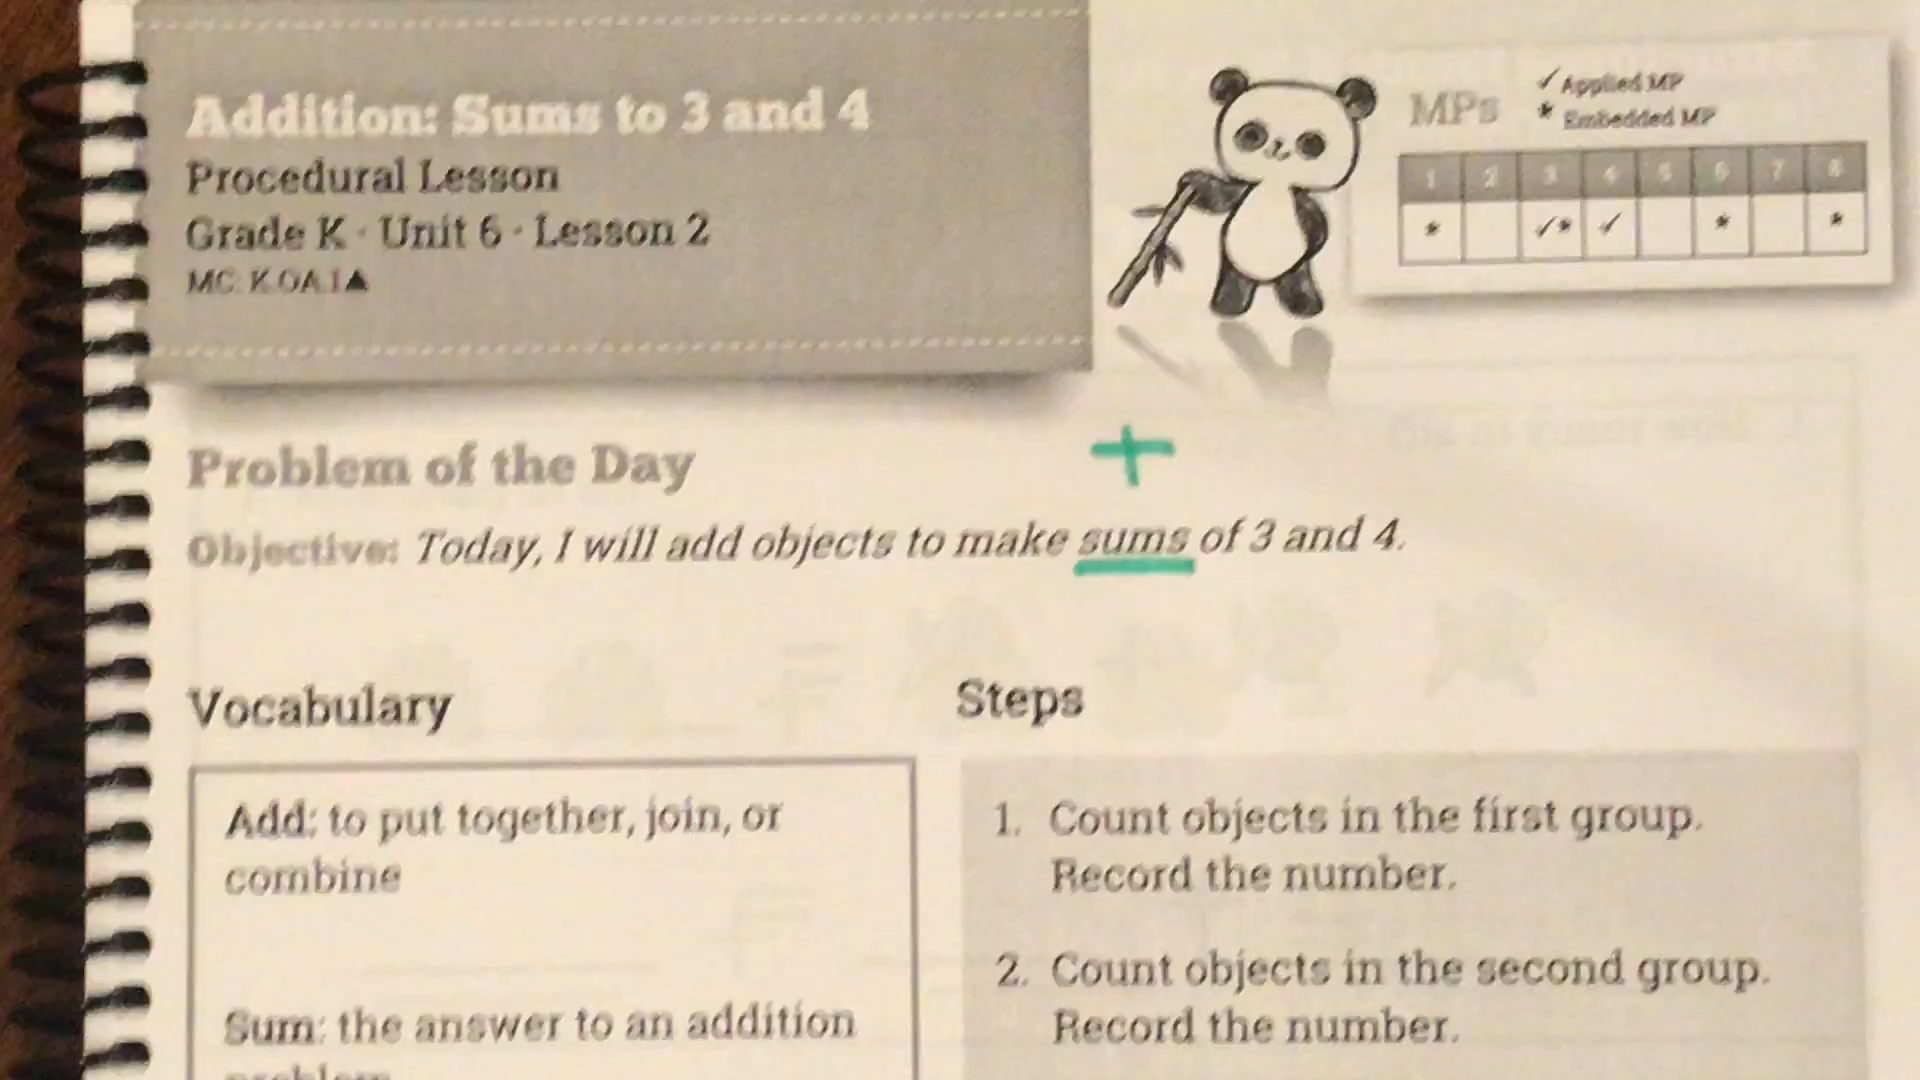 Addition: Sums to 3 and 4
Procedural Lesson
Grade K · Unit 6 · Lesson 2
MC: K.OA.1▲
MPs
✓ Applied MP
* Embedded MP
1 2 3 4 5 6 7 8
* ✓* ✓ * *
+
Problem of the Day
Objective: Today, I will add objects to make sums of 3 and 4.
Vocabulary
Add: to put together, join, or
combine
Sum: the answer to an addition
problem
Steps
1. Count objects in the first group.
Record the number.
2. Count objects in the second group.
Record the number.